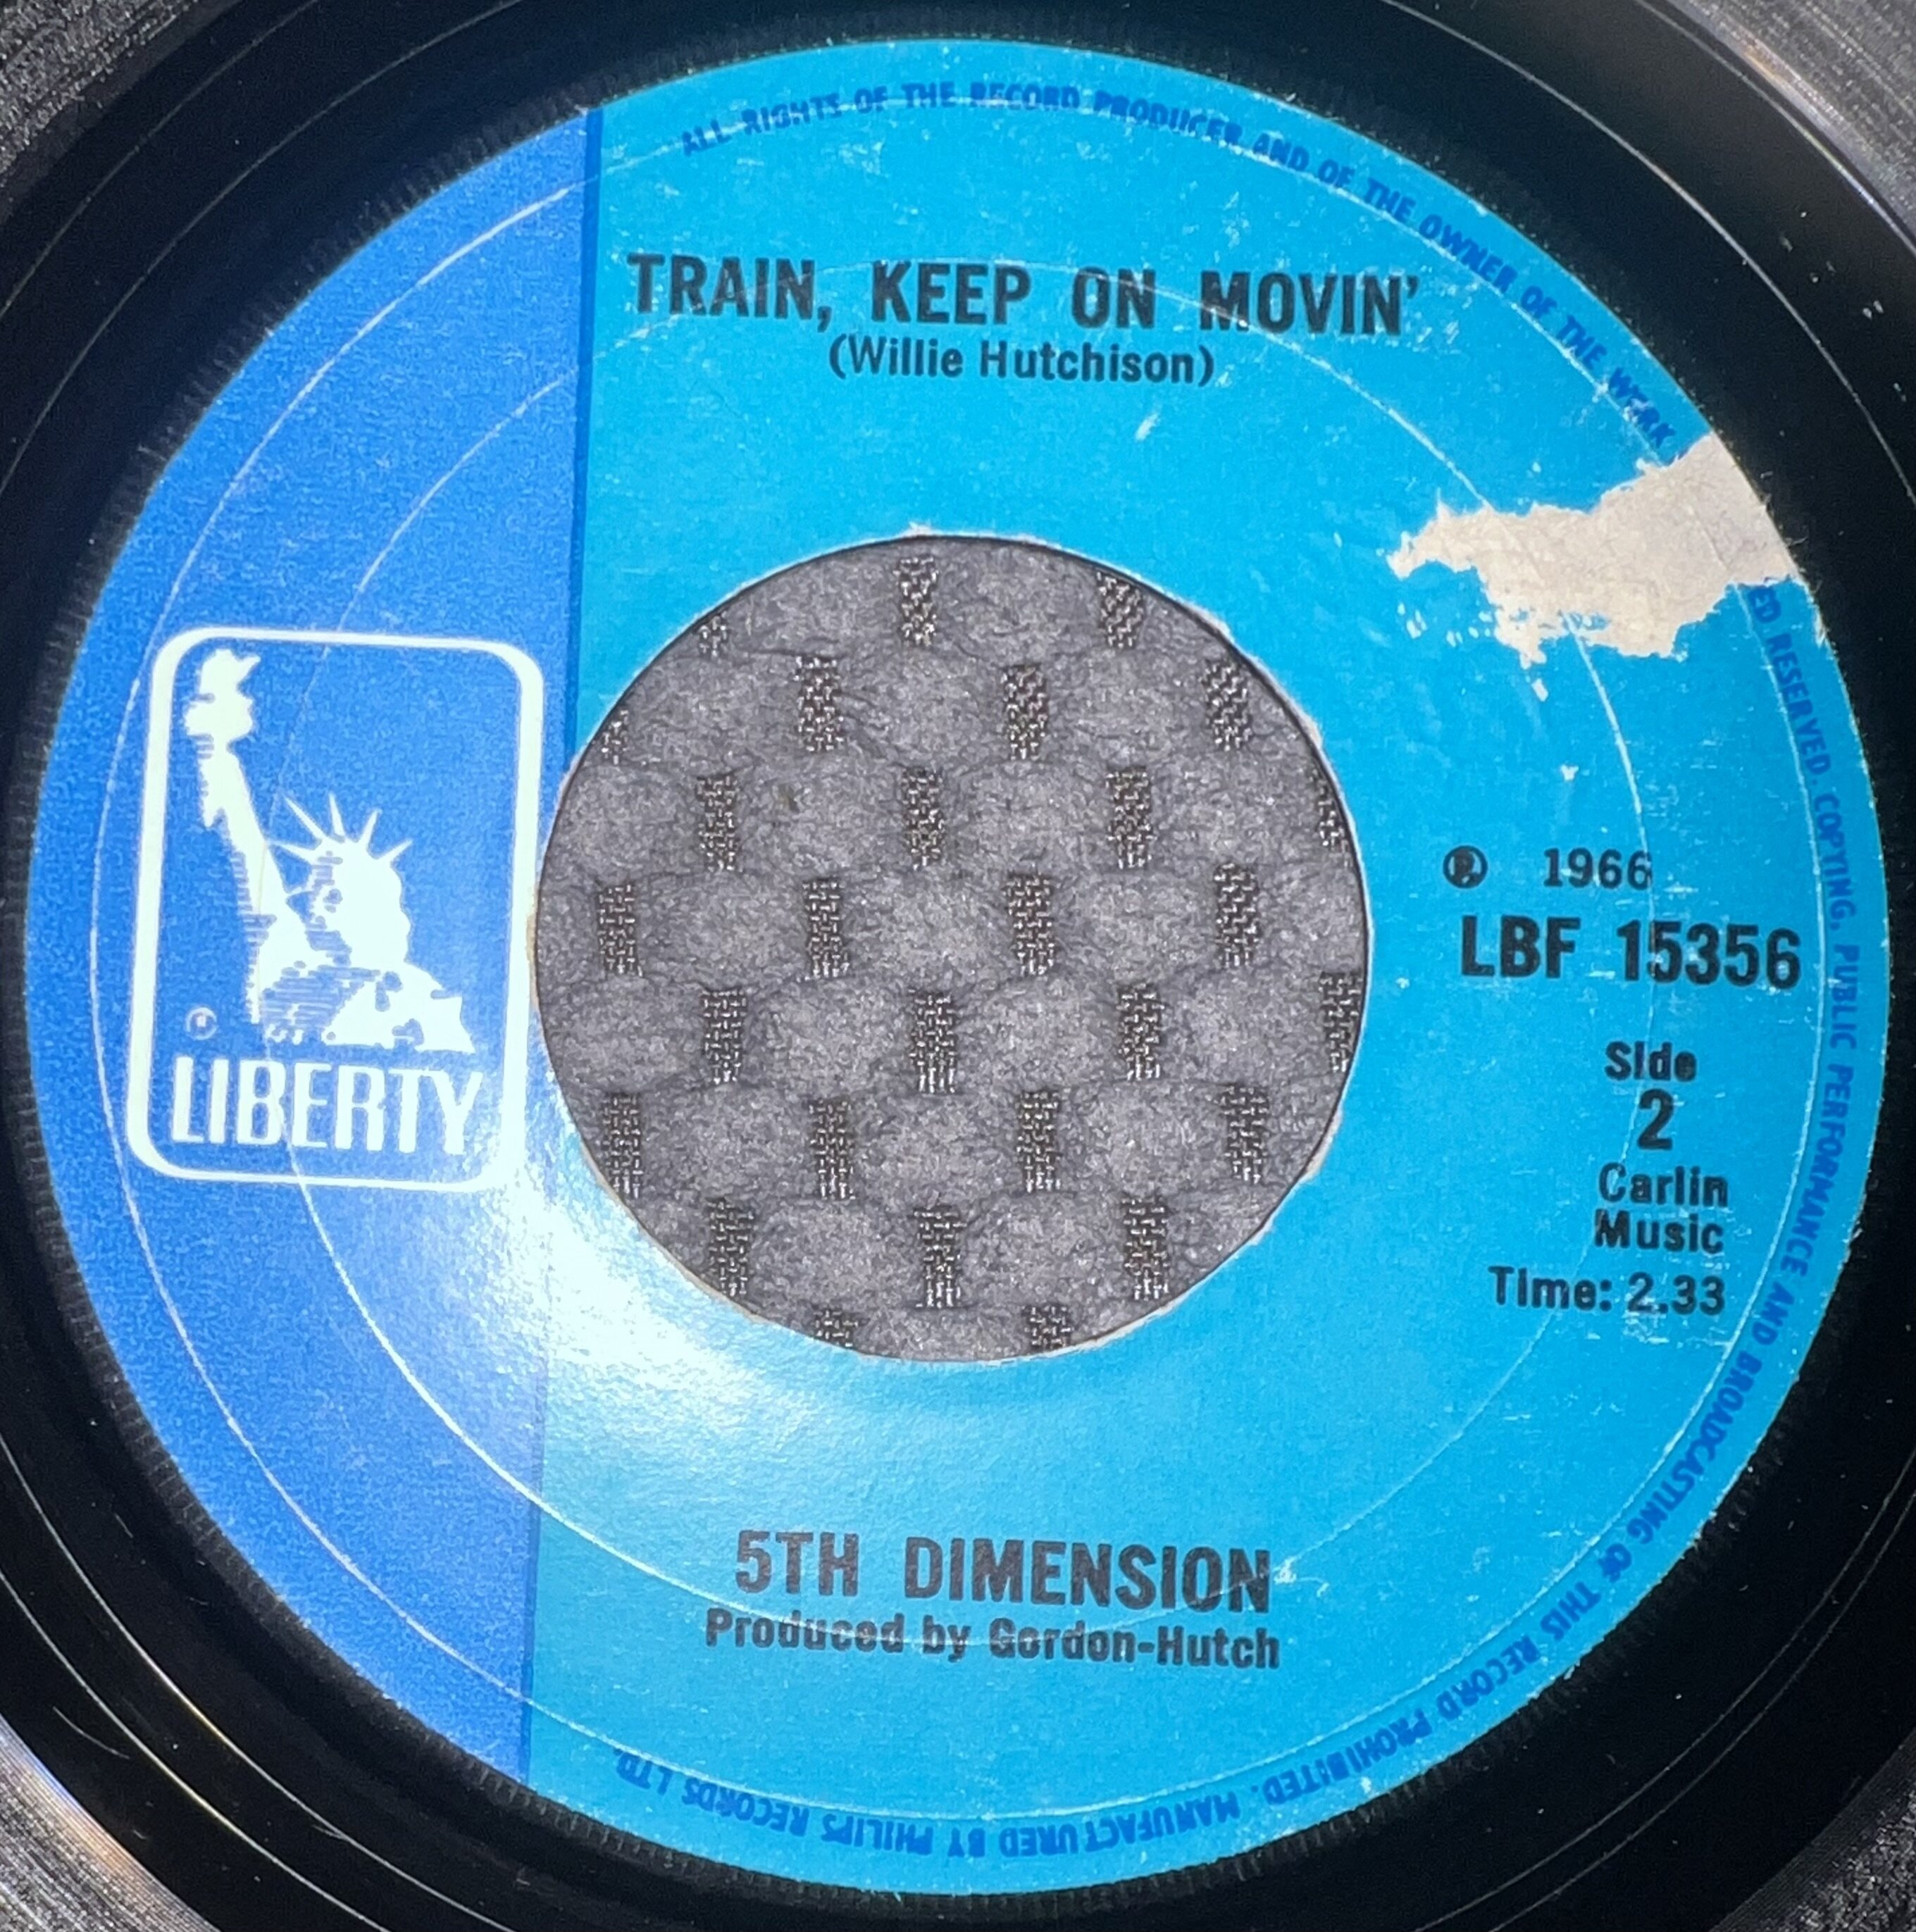 ALL RIGHTS OF THE RECORD PRODUCER AND OF THE OWNER OF THE WORK
ED RESERVED. COPYING, PUBLIC PERFORMANCE AND BROADCASTING OF THIS RECORD PROHIBITED. MANUFACTURED BY PHILIPS RECORDS LTD.
TRAIN, KEEP ON MOVIN'
(Willie Hutchison)
LIBERTY
℗ 1966
LBF 15356
Side
2
Carlin
Music
Time: 2.33
5TH DIMENSION
Produced by Gordon-Hutch